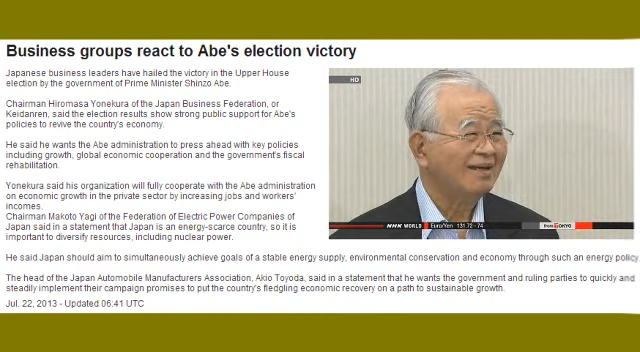 Business groups react to Abe's election victory
Japanese business leaders have hailed the victory in the Upper House
election by the government of Prime Minister Shinzo Abe.
Chairman Hiromasa Yonekura of the Japan Business Federation, or
Keidanren, said the election results show strong public support for Abe's
policies to revive the country's economy.
He said he wants the Abe administration to press ahead with key policies
including growth, global economic cooperation and the government's fiscal
rehabilitation.
Yonekura said his organization will fully cooperate with the Abe administration
on economic growth in the private sector by increasing jobs and workers'
incomes.
Chairman Makoto Yagi of the Federation of Electric Power Companies of
Japan said in a statement that Japan is an energy-scarce country, so it is
important to diversify resources, including nuclear power.
HD
NHK WORLD Euro/Yen 131.72 - 74 from TOKYO
He said Japan should aim to simultaneously achieve goals of a stable energy supply, environmental conservation and economy through such an energy policy
The head of the Japan Automobile Manufacturers Association, Akio Toyoda, said in a statement that he wants the government and ruling parties to quickly and
steadily implement their campaign promises to put the country's fledgling economic recovery on a path to sustainable growth.
Jul. 22, 2013 - Updated 06:41 UTC